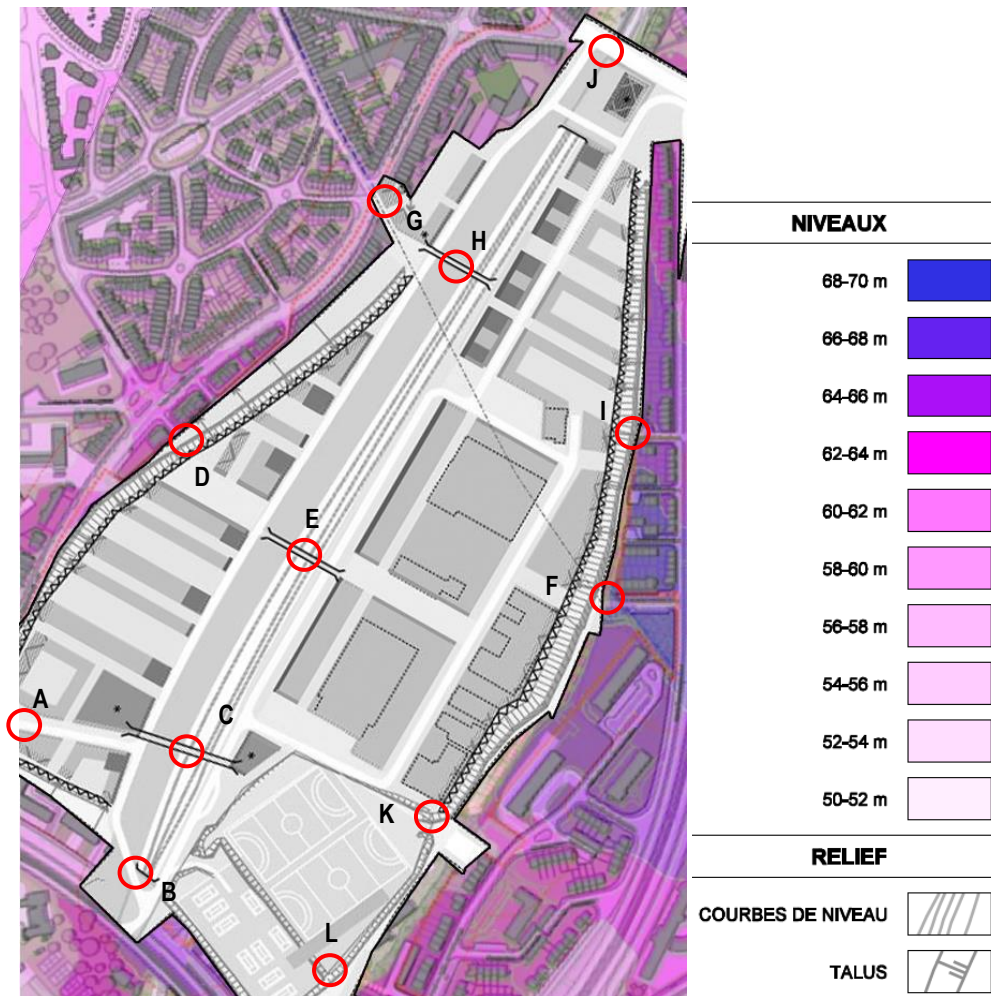 J
G
H
I
D
E
F
A
C
K
B
L
NIVEAUX
68-70 m
66-68 m
64-66 m
62-64 m
60-62 m
58-60 m
56-58 m
54-56 m
52-54 m
50-52 m
RELIEF
COURBES DE NIVEAU
TALUS